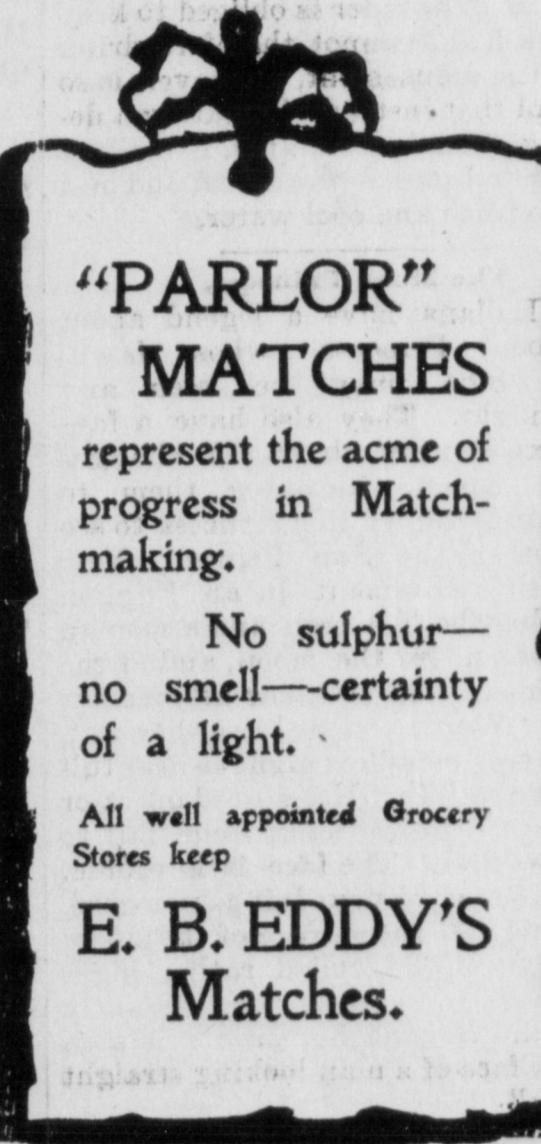 “PARLOR”
MATCHES
represent the acme of
progress in Match-
making.
No sulphur—
no smell—-certainty
of a light.
All well appointed Grocery
Stores keep
E. B. EDDY’S
Matches.